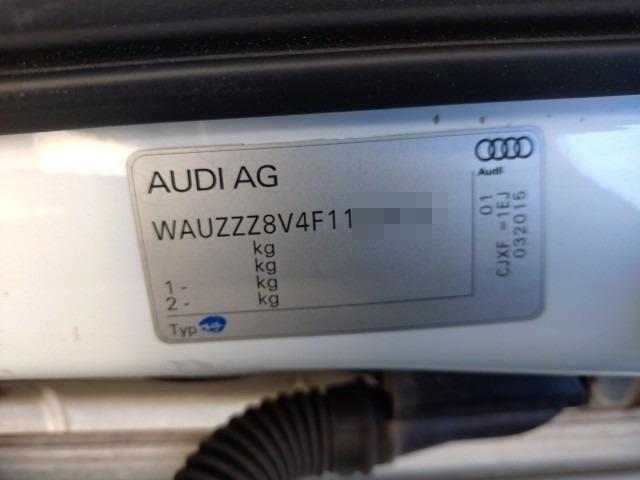 AUDI AG
Audi
WAUZZZ8V4F11
kg
kg
1 - kg
2 - kg
Typ
01
CJXF =1EJ
032015